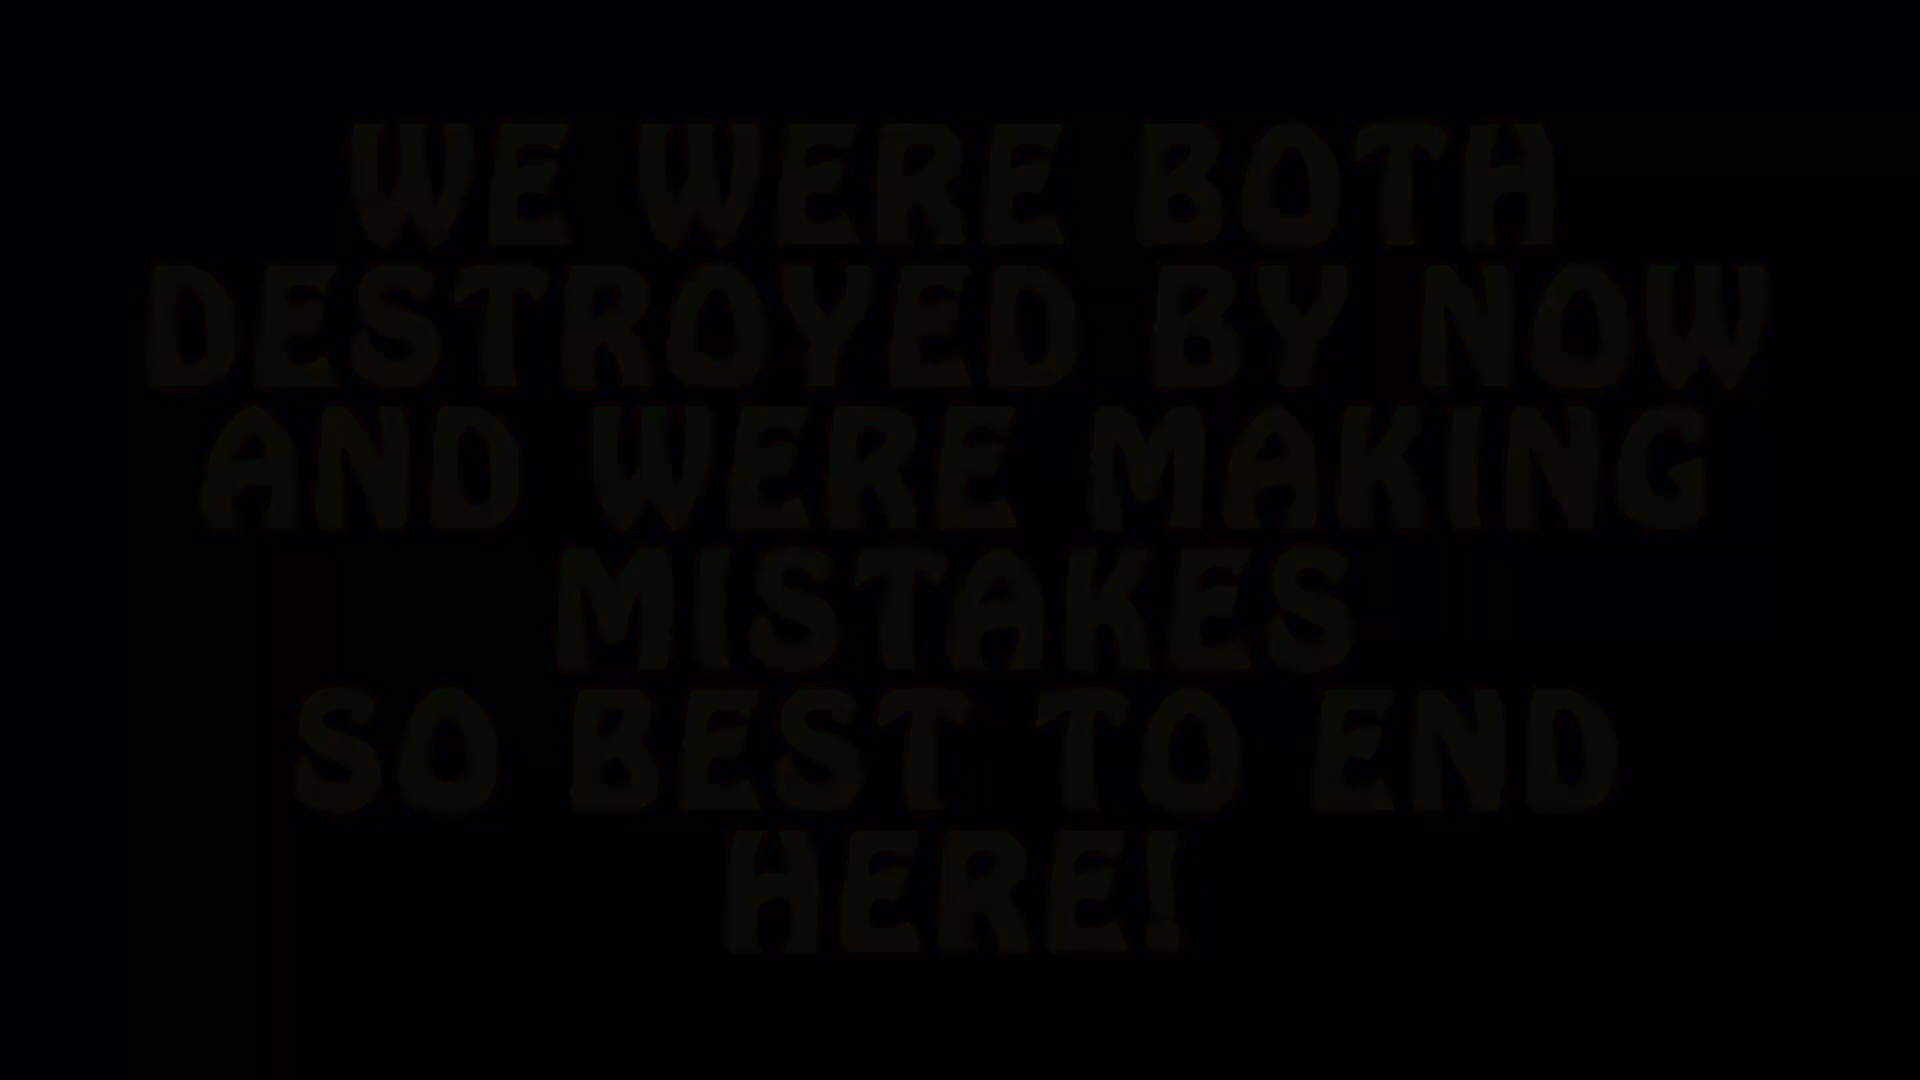 WE WERE BOTH
DESTROYED BY NOW
AND WERE MAKING
MISTAKES
SO BEST TO END
HERE!